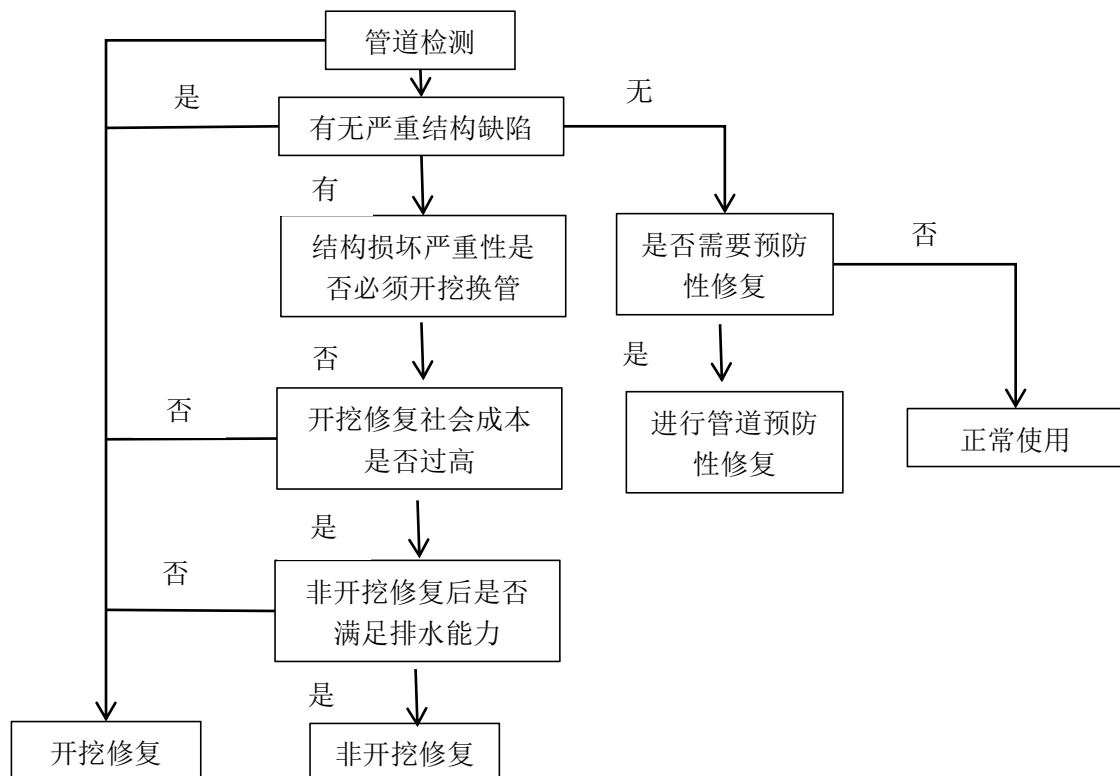 管道检测
是
无
有无严重结构缺陷
有
结构损坏严重性是
否必须开挖换管
是否需要预防
性修复
否
否
是
否
开挖修复社会成本
是否过高
进行管道预防
性修复
正常使用
是
否
非开挖修复后是否
满足排水能力
是
开挖修复
非开挖修复